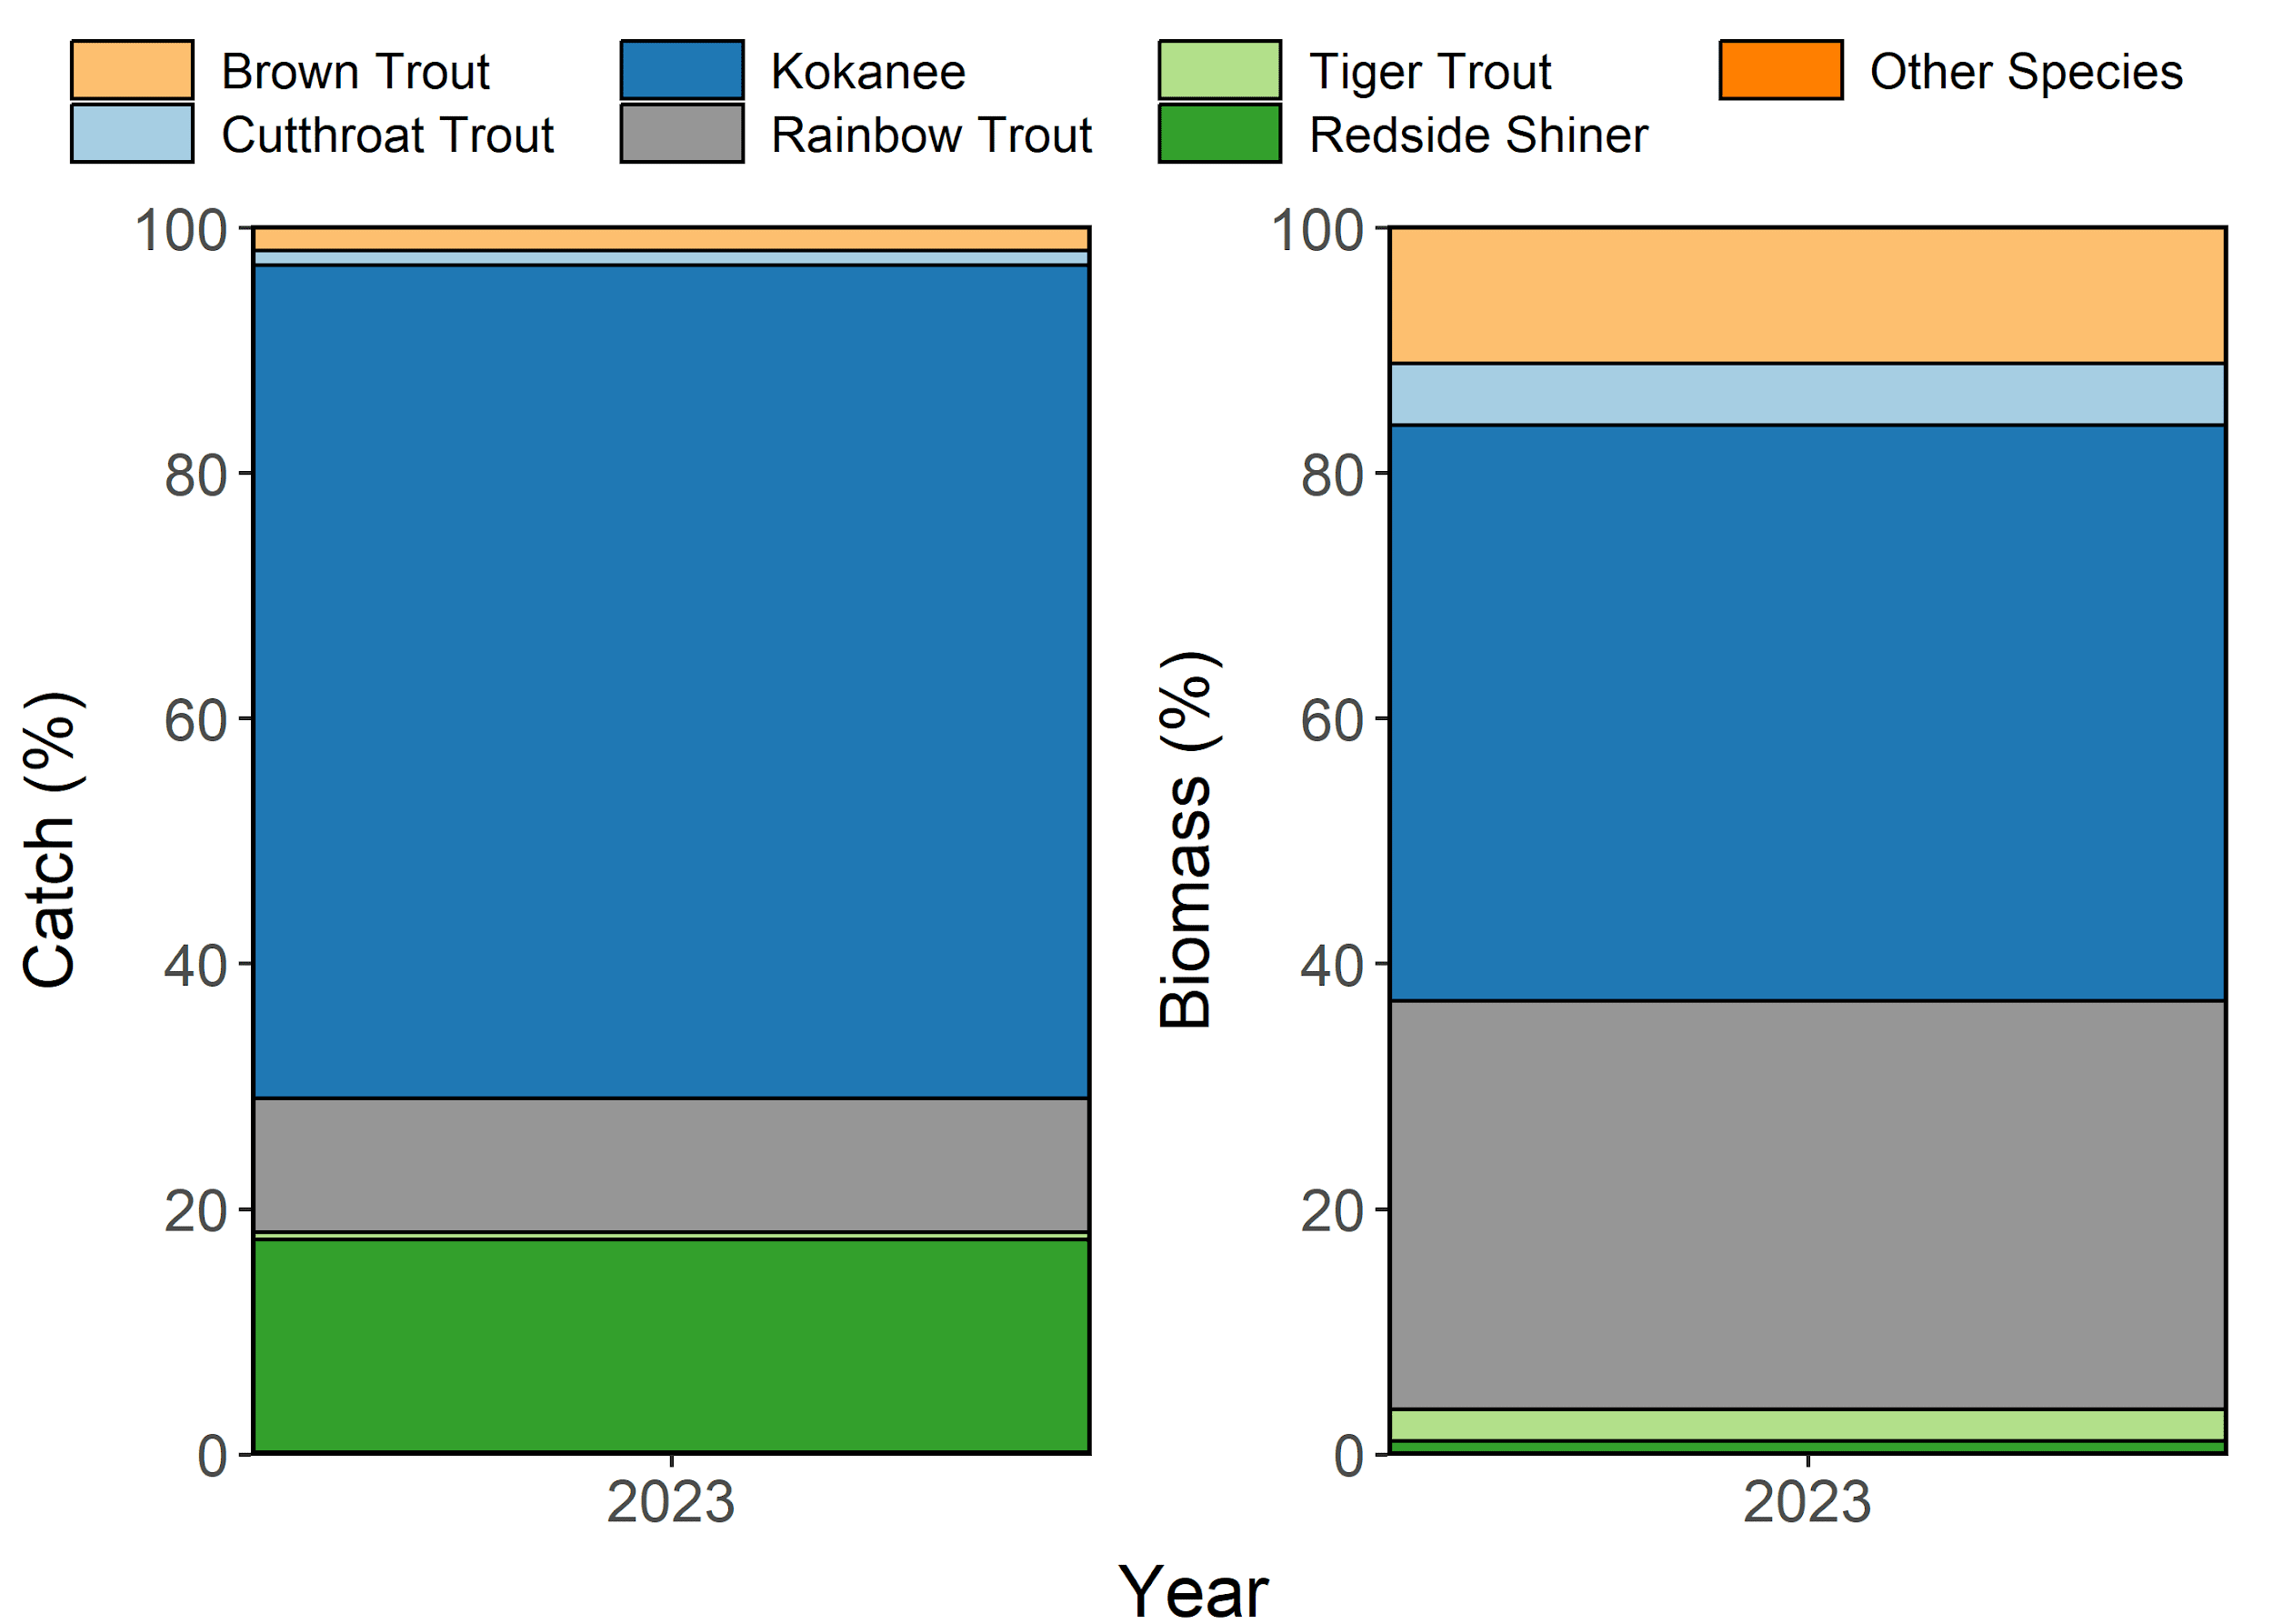 Brown Trout Kokanee Tiger Trout Other Species
Cutthroat Trout Rainbow Trout Redside Shiner
Catch (%)
100
80
60
40
20
0
2023
Biomass (%)
100
80
60
40
20
0
2023
Year